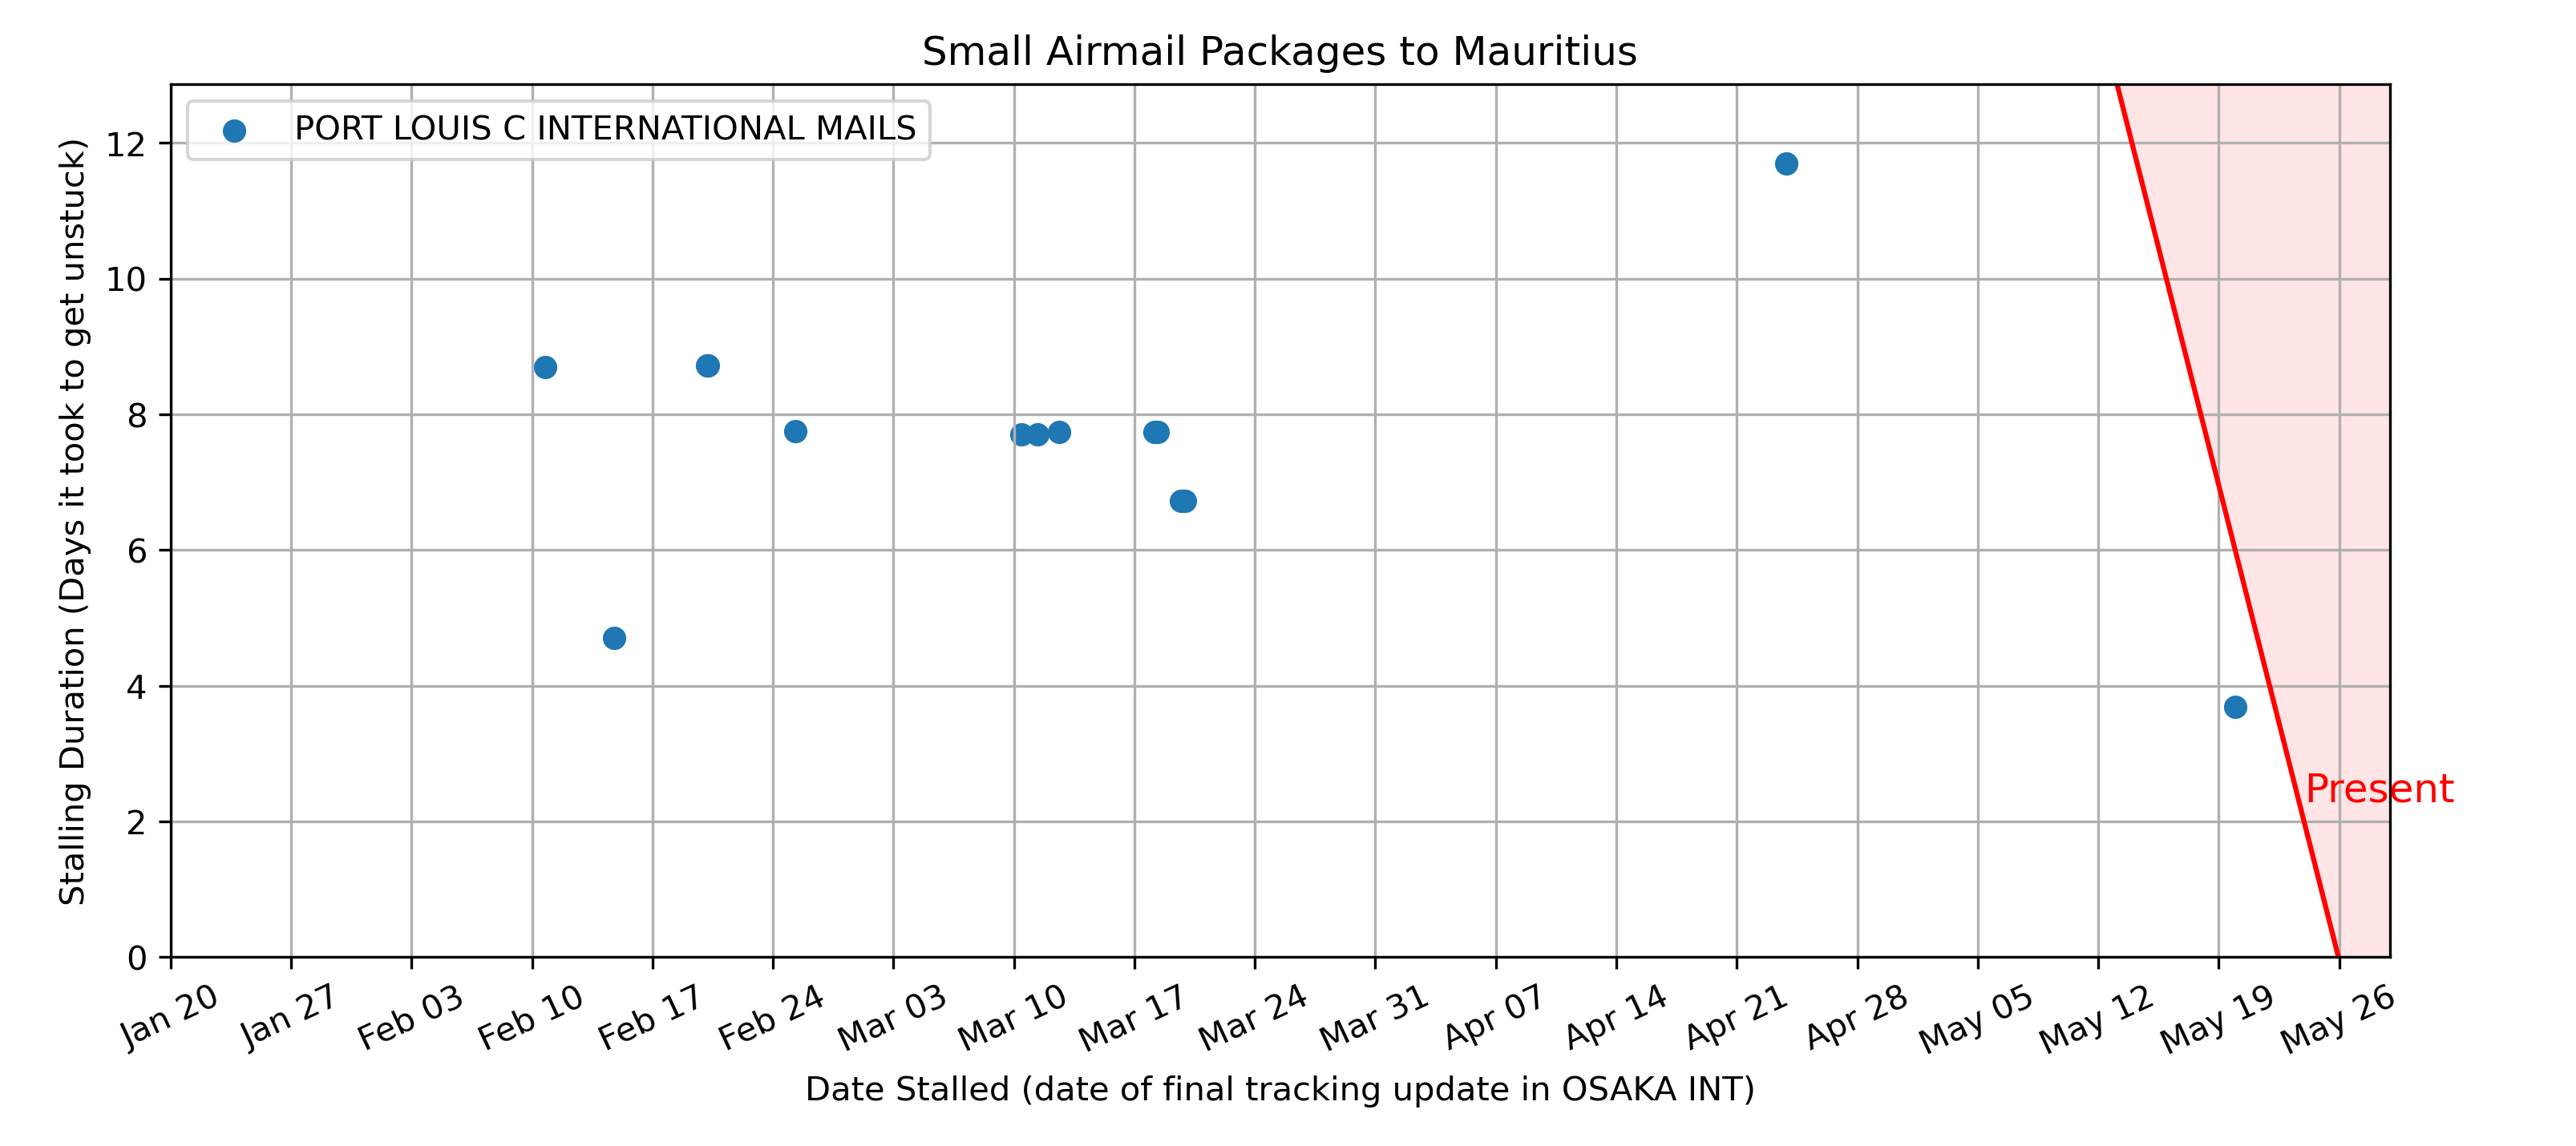 Small Airmail Packages to Mauritius
PORT LOUIS C INTERNATIONAL MAILS
Stalling Duration (Days it took to get unstuck)
12
10
8
6
4
2
0
Present
Jan 20
Jan 27
Feb 03
Feb 10
Feb 17
Feb 24
Mar 03
Mar 10
Mar 17
Mar 24
Mar 31
Apr 07
Apr 14
Apr 21
Apr 28
May 05
May 12
May 19
May 26
Date Stalled (date of final tracking update in OSAKA INT)